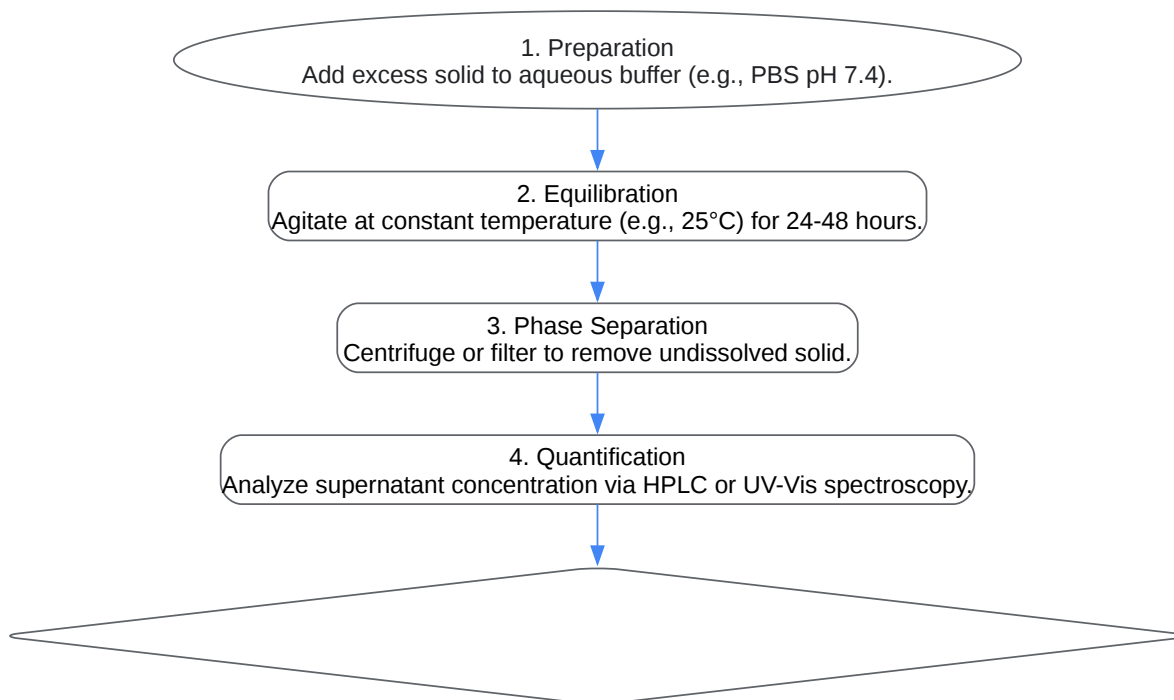 1. Preparation
Add excess solid to aqueous buffer (e.g., PBS pH 7.4).
2. Equilibration
Agitate at constant temperature (e.g., 25°C) for 24-48 hours.
3. Phase Separation
Centrifuge or filter to remove undissolved solid.
4. Quantification
Analyze supernatant concentration via HPLC or UV-Vis spectroscopy.